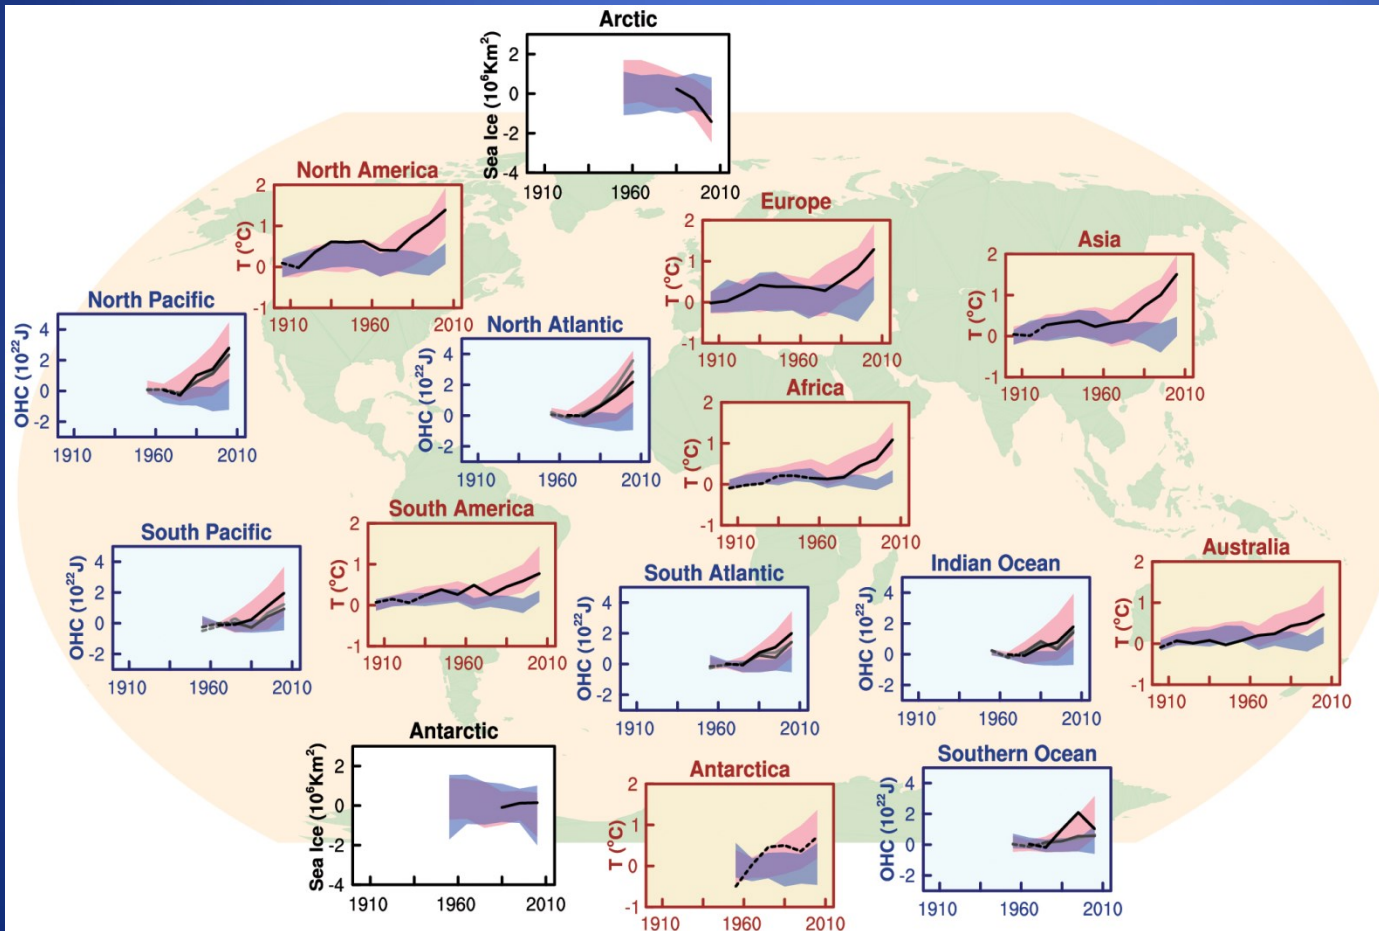 Arctic
Sea Ice (10⁶Km²)
2
0
-2
-4
1910 1960 2010
North America
T (°C)
2
1
0
-1
1910 1960 2010
Europe
T (°C)
2
1
0
-1
1910 1960 2010
Asia
T (°C)
2
1
0
-1
1910 1960 2010
North Pacific
OHC (10²²J)
4
2
0
-2
1910 1960 2010
North Atlantic
OHC (10²²J)
4
2
0
-2
1910 1960 2010
Africa
T (°C)
2
1
0
-1
1910 1960 2010
South Pacific
OHC (10²²J)
4
2
0
-2
1910 1960 2010
South America
T (°C)
2
1
0
-1
1910 1960 2010
South Atlantic
OHC (10²²J)
4
2
0
-2
1910 1960 2010
Indian Ocean
OHC (10²²J)
4
2
0
-2
1910 1960 2010
Australia
T (°C)
2
1
0
-1
1910 1960 2010
Antarctic
Sea Ice (10⁶Km²)
2
0
-2
-4
1910 1960 2010
Antarctica
T (°C)
2
1
0
-1
1910 1960 2010
Southern Ocean
OHC (10²²J)
4
2
0
-2
1910 1960 2010